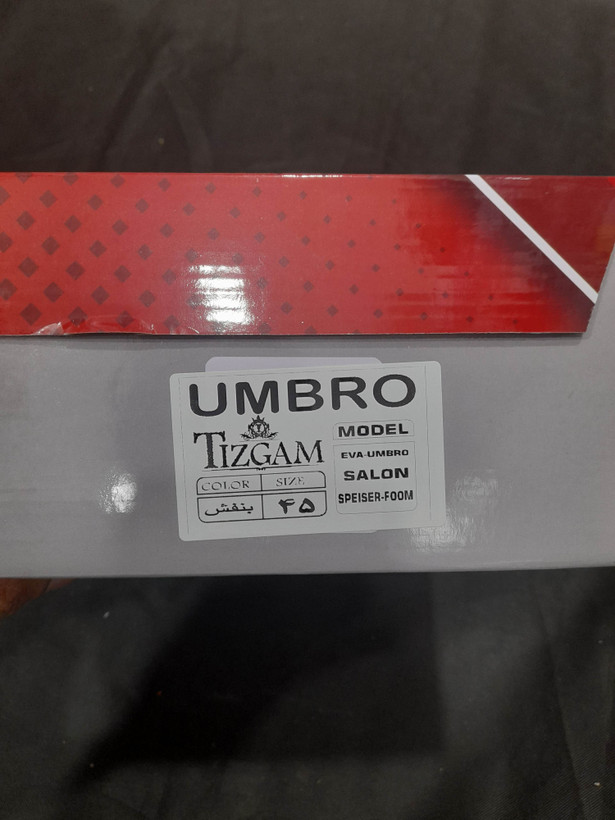 UMBRO
TIZGAM
COLOR SIZE
بنفش ۴۵
MODEL
EVA-UMBRO
SALON
SPEISER-FOOM